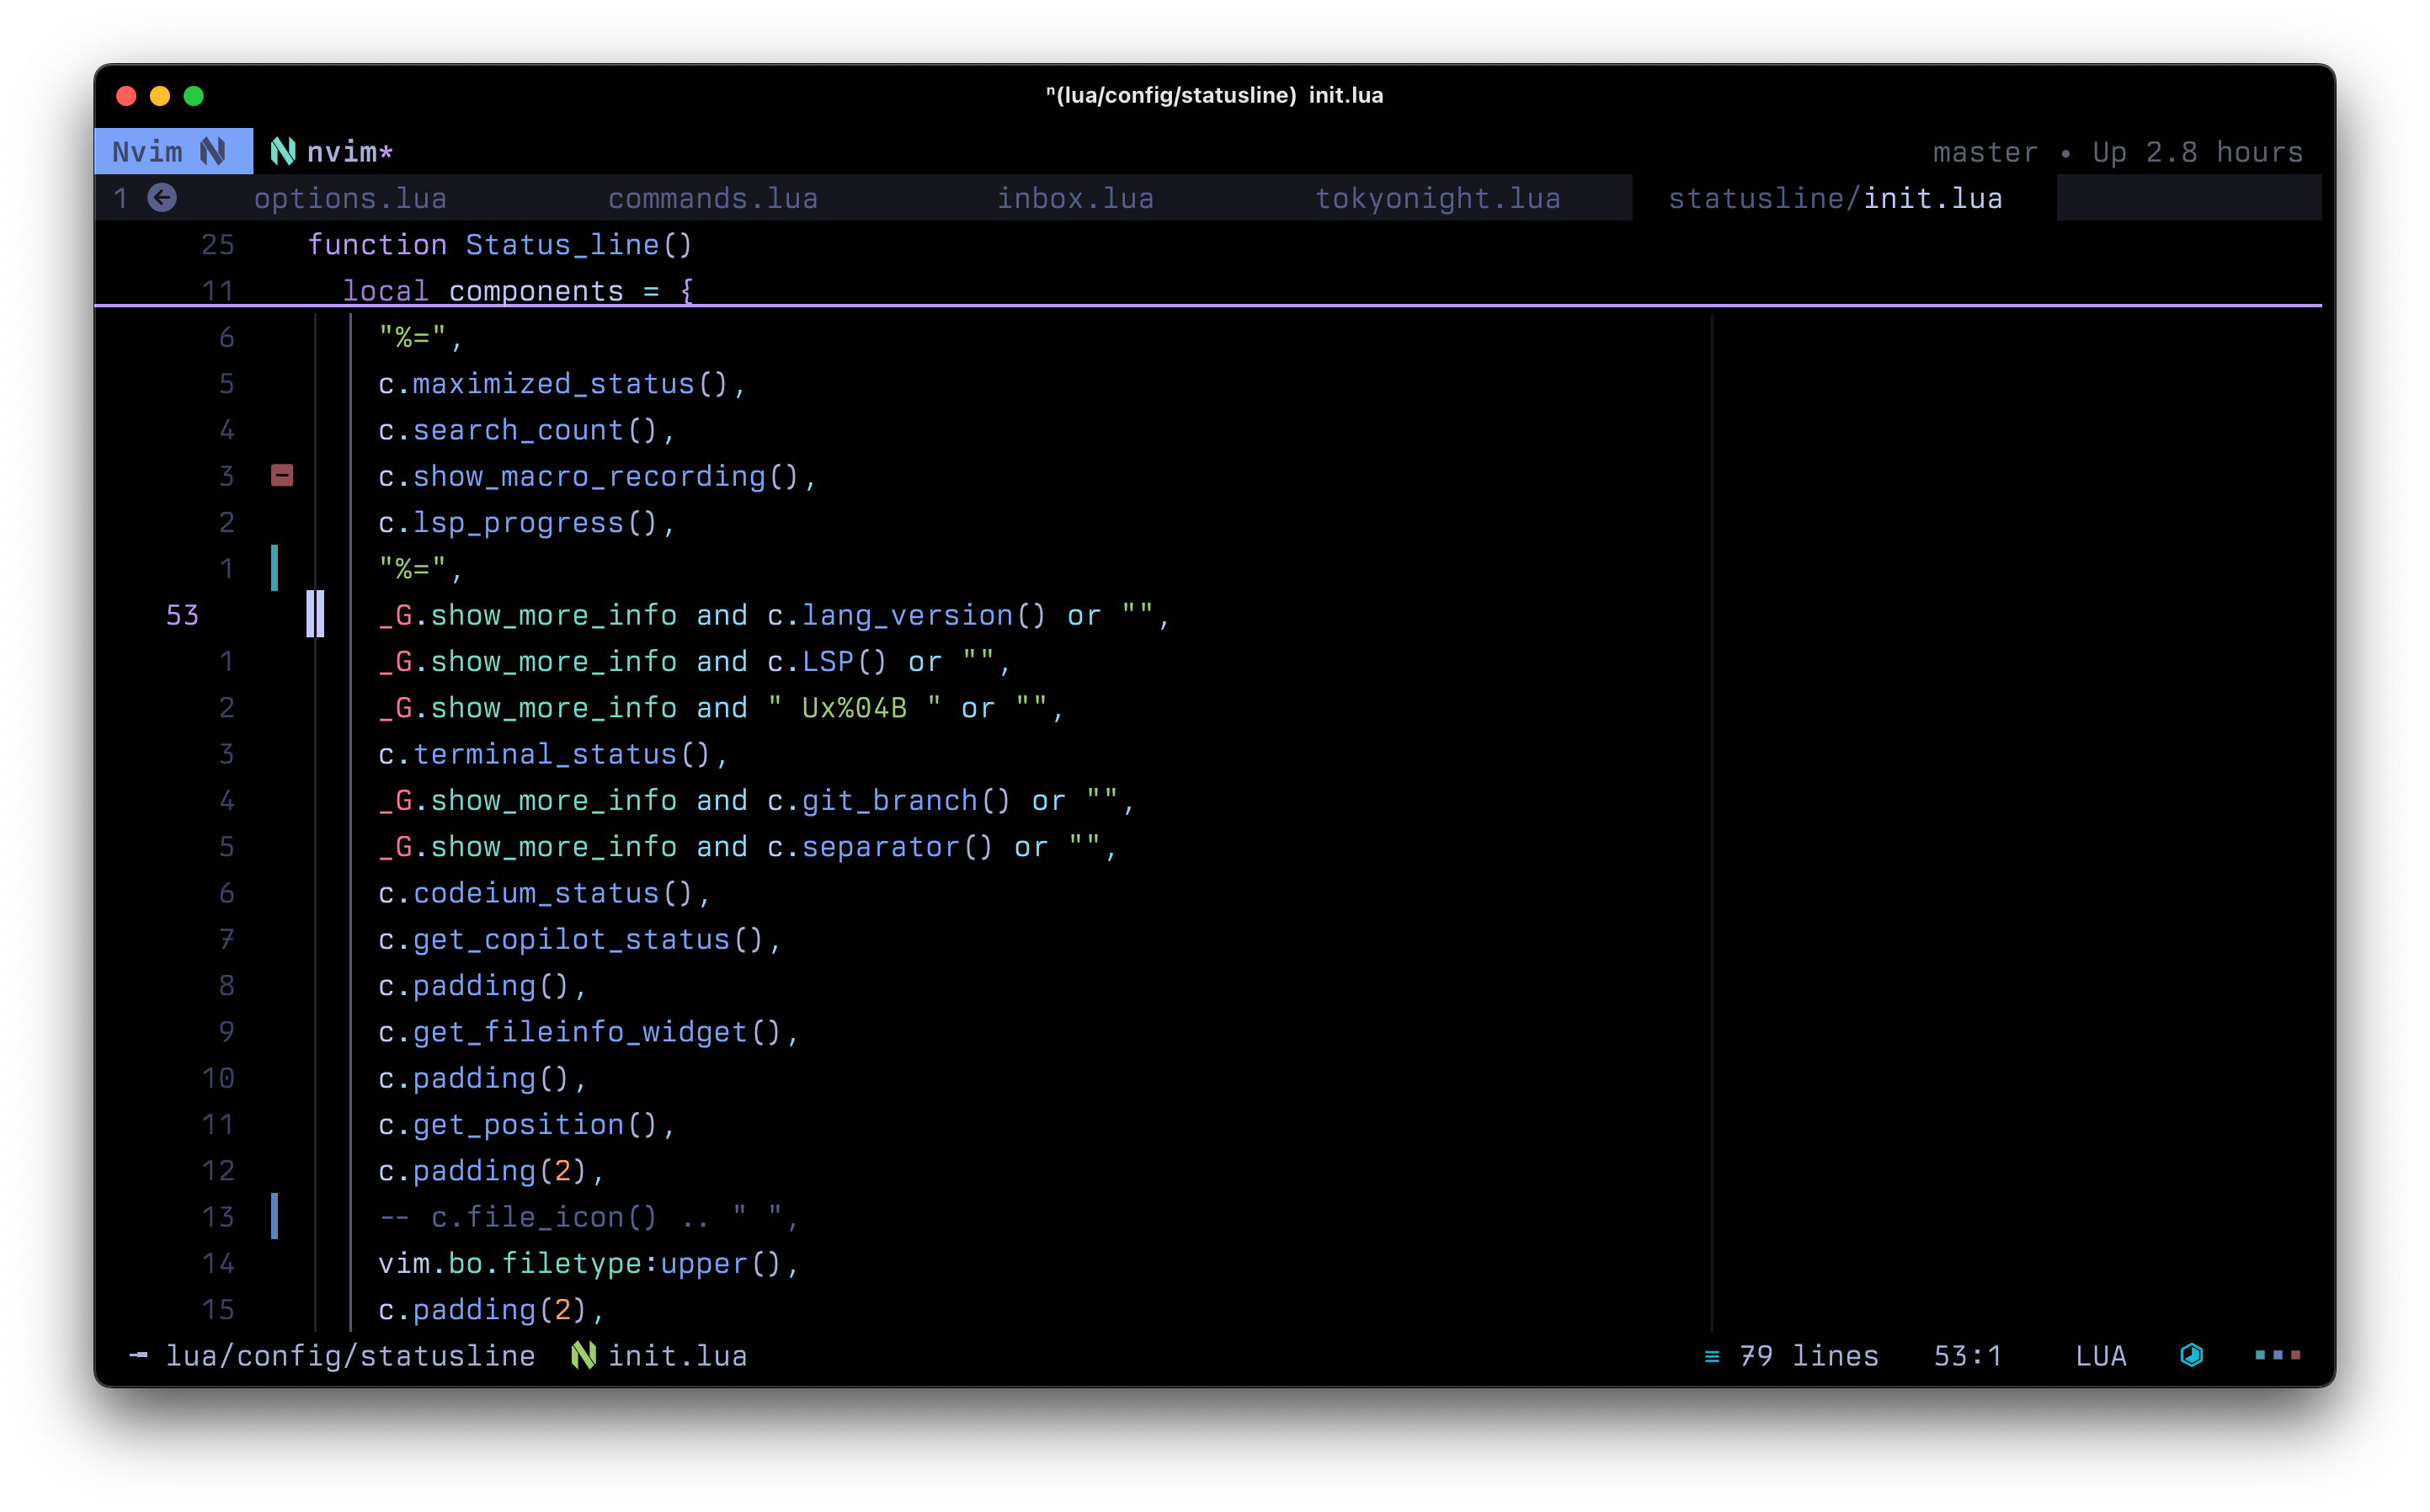 ⁿ(lua/config/statusline) init.lua
Nvim nvim* master • Up 2.8 hours
1 options.lua commands.lua inbox.lua tokyonight.lua statusline/init.lua
25 function Status_line()
11 local components = {
6 "%=",
5 c.maximized_status(),
4 c.search_count(),
3 c.show_macro_recording(),
2 c.lsp_progress(),
1 "%=",
53 _G.show_more_info and c.lang_version() or "",
1 _G.show_more_info and c.LSP() or "",
2 _G.show_more_info and " Ux%04B " or "",
3 c.terminal_status(),
4 _G.show_more_info and c.git_branch() or "",
5 _G.show_more_info and c.separator() or "",
6 c.codeium_status(),
7 c.get_copilot_status(),
8 c.padding(),
9 c.get_fileinfo_widget(),
10 c.padding(),
11 c.get_position(),
12 c.padding(2),
13 -- c.file_icon() .. " ",
14 vim.bo.filetype:upper(),
15 c.padding(2),
lua/config/statusline init.lua ≡ 79 lines 53:1 LUA